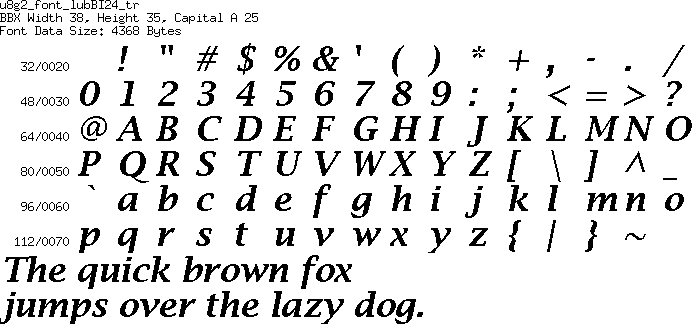 u8g2_font_lubBI24_tr
BBX Width 38, Height 35, Capital A 25
Font Data Size: 4368 Bytes
32/0020 ! " # $ % & ' ( ) * + , - . /
48/0030 0 1 2 3 4 5 6 7 8 9 : ; < = > ?
64/0040 @ A B C D E F G H I J K L M N O
80/0050 P Q R S T U V W X Y Z [ \ ] ^ _
96/0060 ` a b c d e f g h i j k l m n o
112/0070 p q r s t u v w x y z { | } ~
The quick brown fox
jumps over the lazy dog.